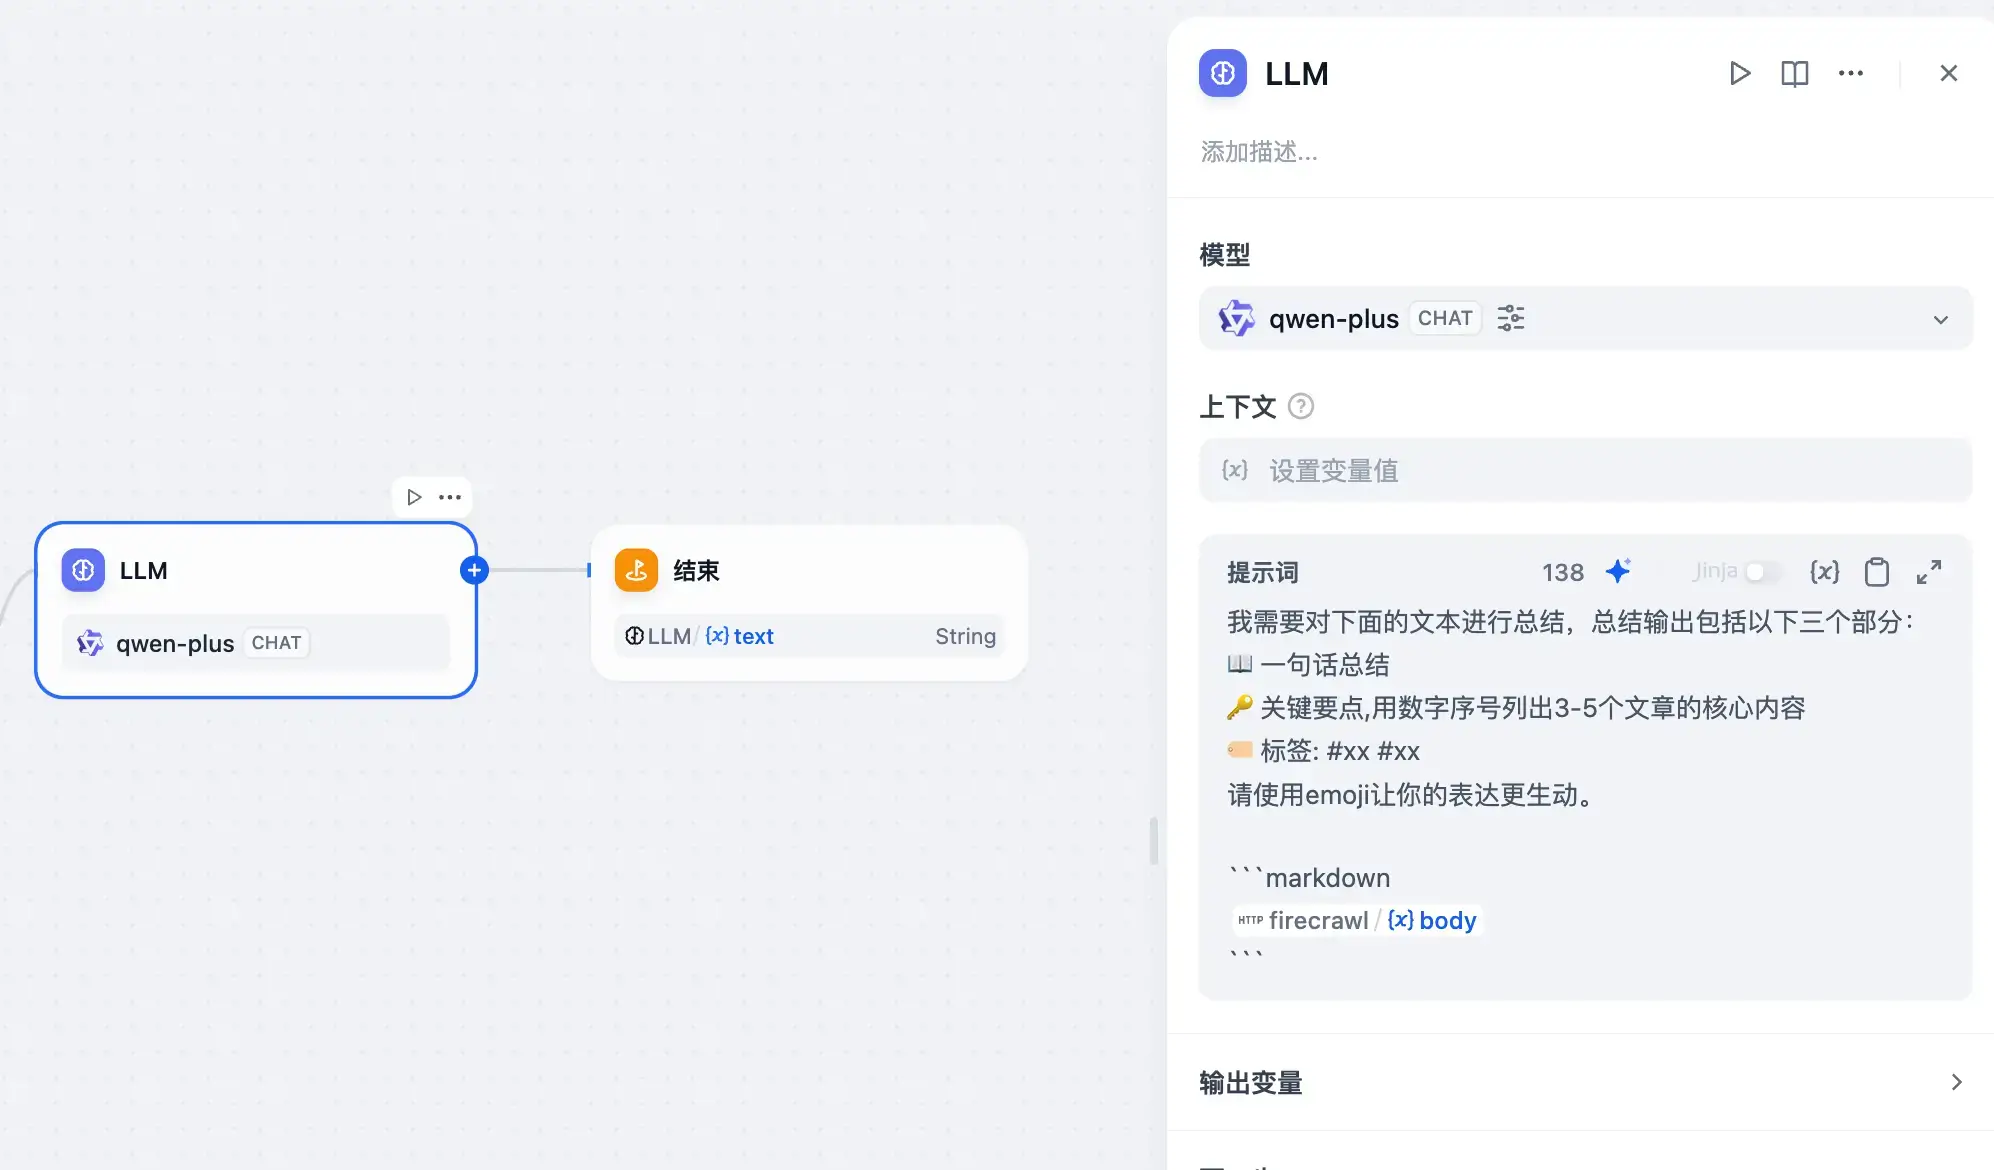 LLM
qwen-plus CHAT
结束
LLM/{x} text String
LLM
添加描述...
模型
qwen-plus CHAT
上下文 ?
{x} 设置变量值
提示词 138 Jinja {x}
我需要对下面的文本进行总结，总结输出包括以下三个部分：
📖 一句话总结
🔑 关键要点,用数字序号列出3-5个文章的核心内容
🏷️ 标签: #xx #xx
请使用emoji让你的表达更生动。
```markdown
HTTP firecrawl / {x} body
```
输出变量